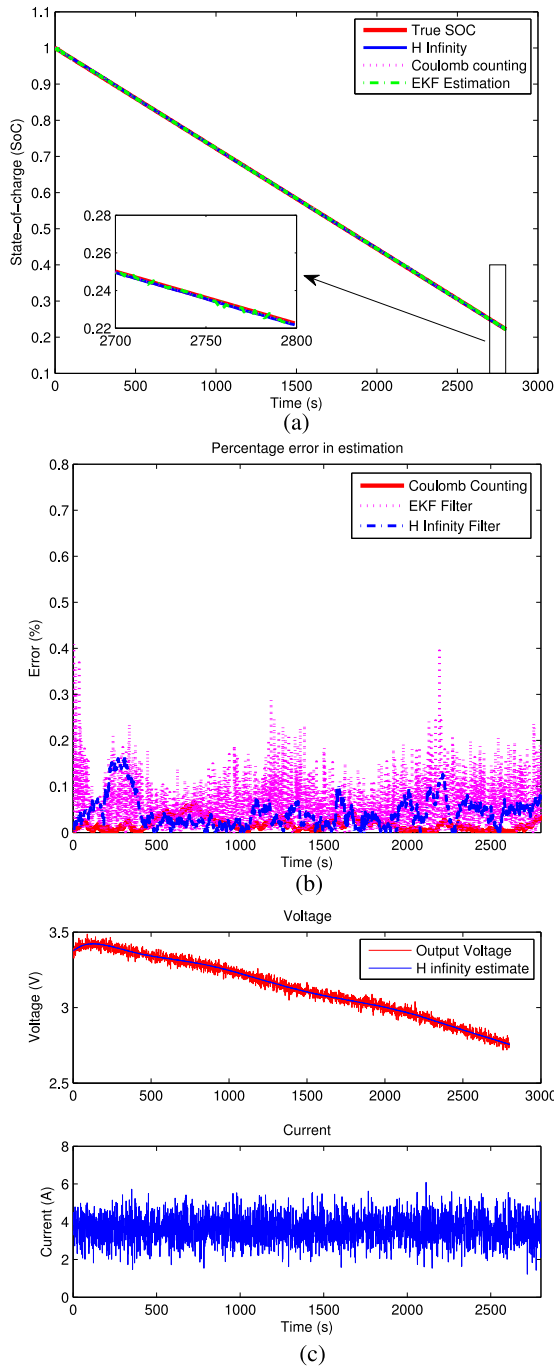 True SOC
H Infinity
Coulomb counting
EKF Estimation
1.1
1
0.9
0.8
0.7
0.6
0.5
0.4
0.3
0.2
0.1
State−of−charge (SoC)
0.28
0.26
0.24
0.22
2700
2750
2800
0
500
1000
1500
2000
2500
3000
Time (s)
(a)
Percentage error in estimation
Coulomb Counting
EKF Filter
H Infinity Filter
0.8
0.7
0.6
0.5
0.4
0.3
0.2
0.1
0
Error (%)
0
500
1000
1500
2000
2500
Time (s)
(b)
Voltage
Output Voltage
H infinity estimate
3.5
3
2.5
Voltage (V)
0
500
1000
1500
2000
2500
3000
Current
8
6
4
2
0
Current (A)
0
500
1000
1500
2000
2500
Time (s)
(c)